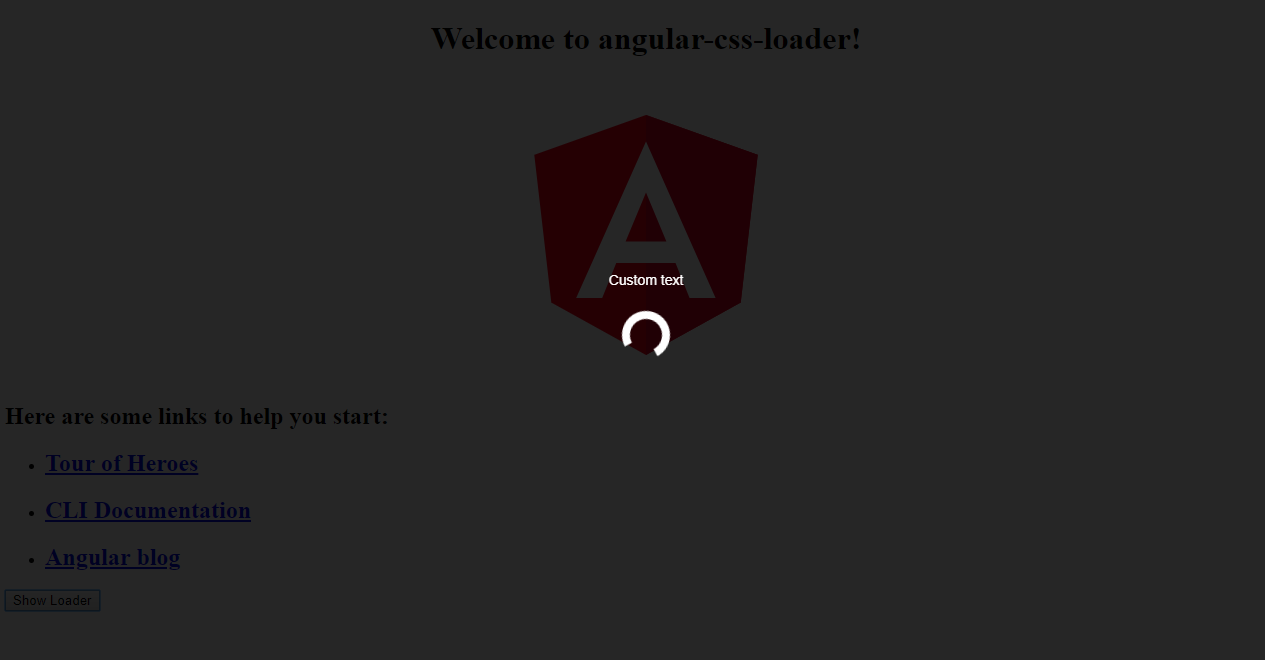 Welcome to angular-css-loader!
A
Custom text
Here are some links to help you start:
Tour of Heroes
CLI Documentation
Angular blog
Show Loader